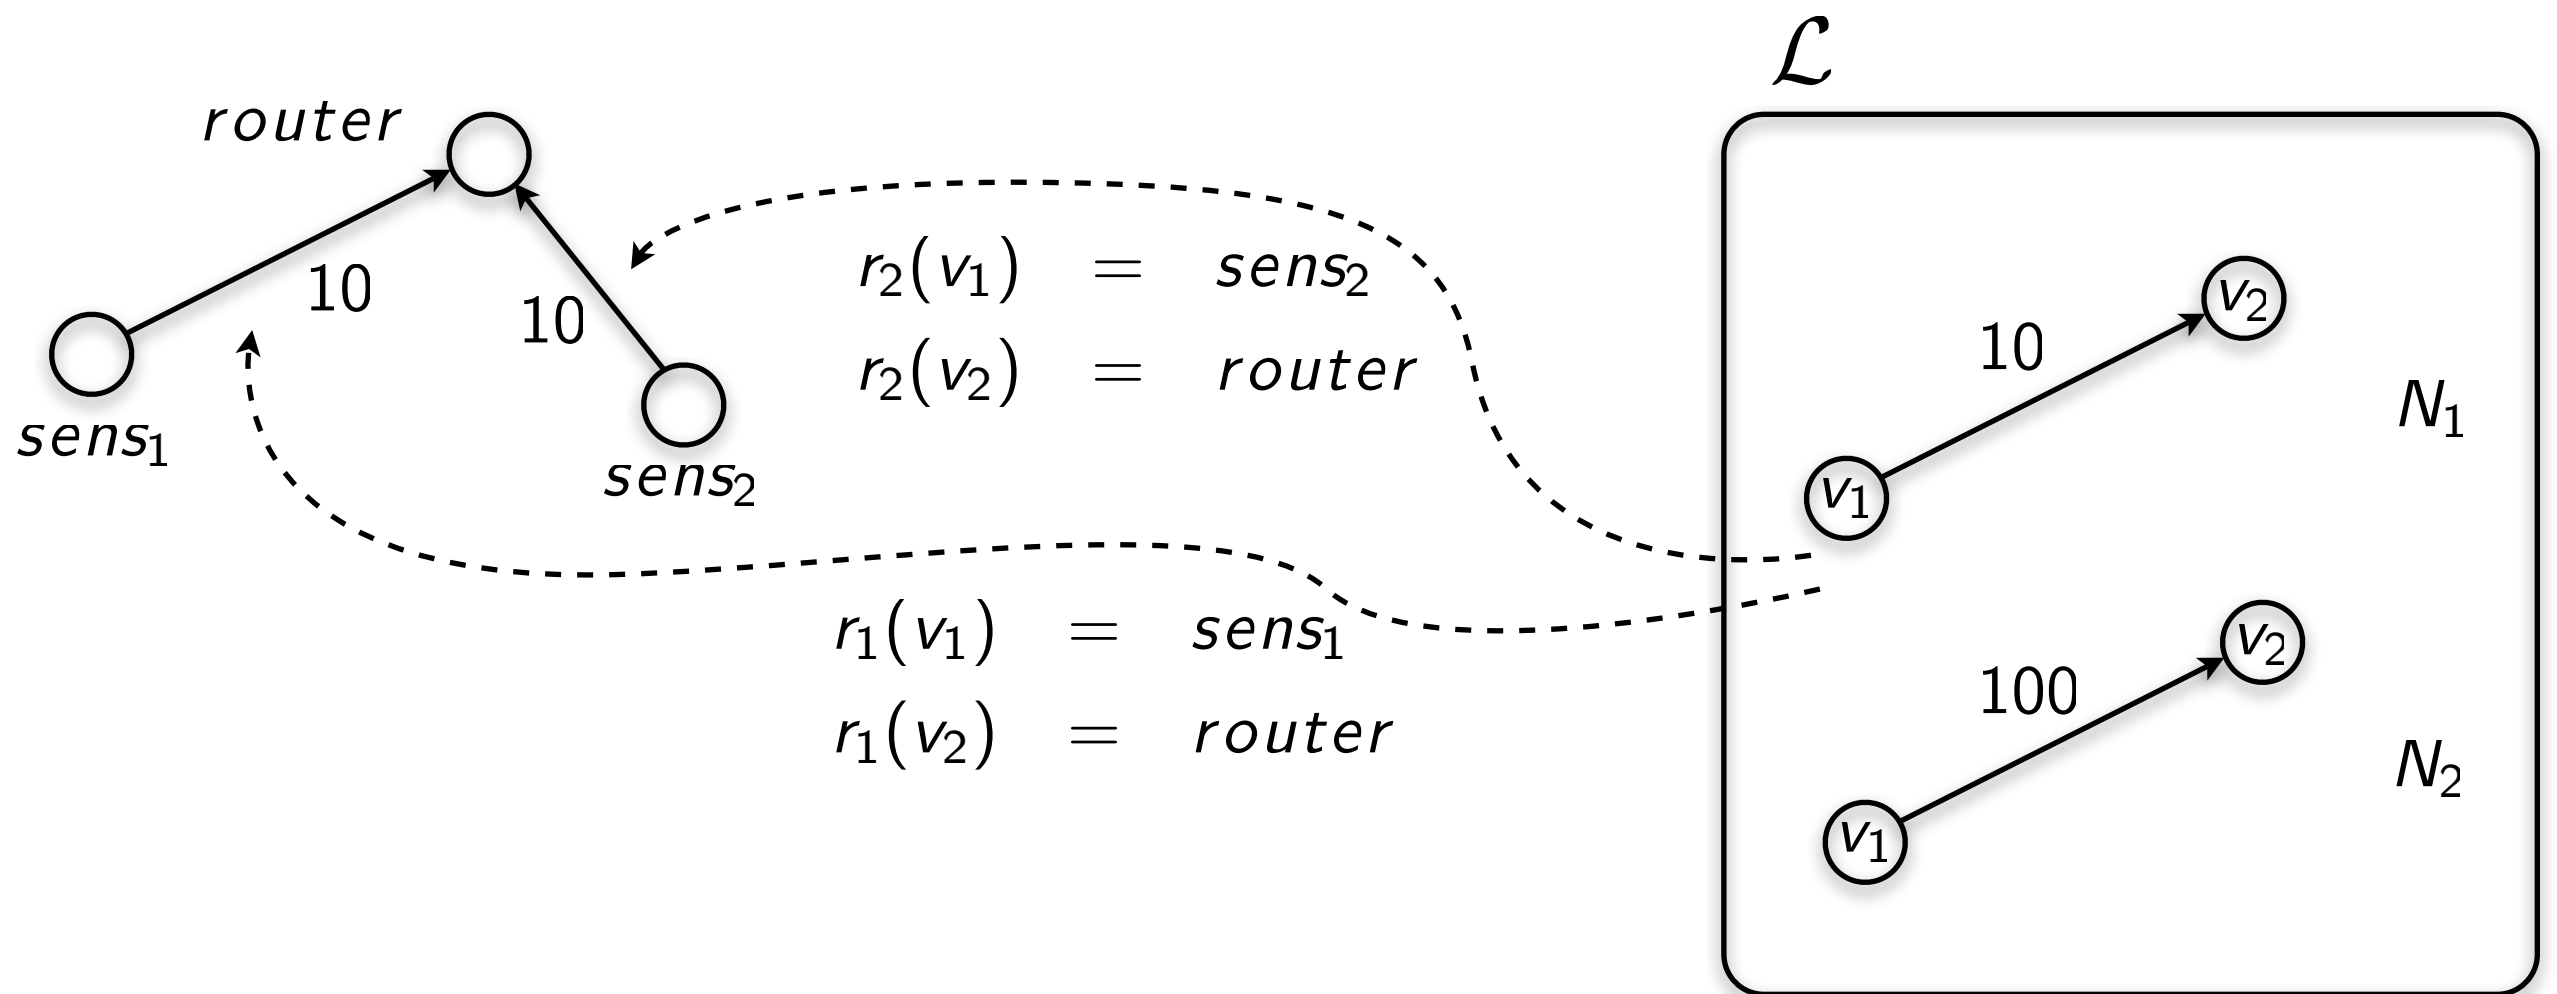 ℒ
router
10
10
sens₁
sens₂
r₂(v₁) = sens₂
r₂(v₂) = router
r₁(v₁) = sens₁
r₁(v₂) = router
v₂
10
N₁
v₁
v₂
100
N₂
v₁